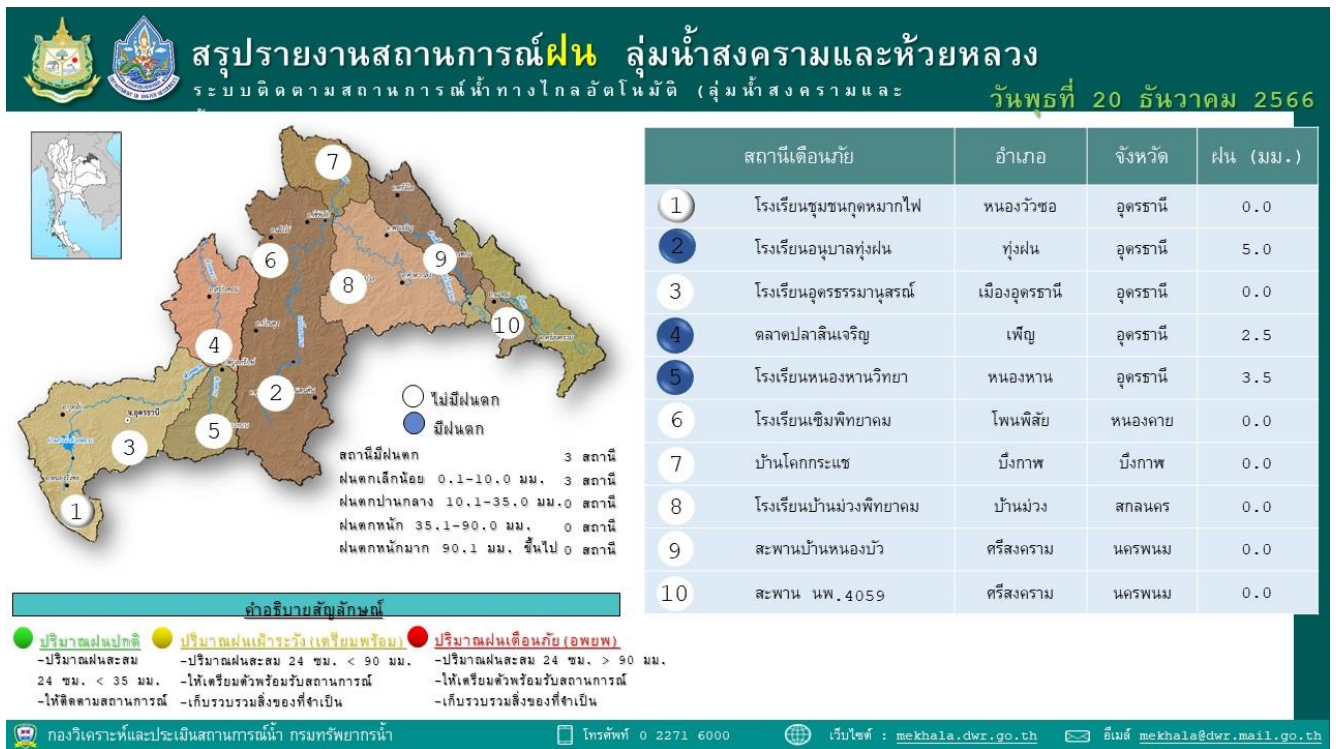 สรุปรายงานสถานการณ์ฝน ลุ่มน้ำสงครามและห้วยหลวง
ระบบติดตามสถานการณ์น้ำทางไกลอัตโนมัติ (ลุ่มน้ำสงครามและ
วันพุธที่ 20 ธันวาคม 2566
สถานีเตือนภัย อำเภอ จังหวัด ฝน (มม.)
1 โรงเรียนชุมชนกุดหมากไฟ หนองวัวซอ อุดรธานี 0.0
2 โรงเรียนอนุบาลทุ่งฝน ทุ่งฝน อุดรธานี 5.0
3 โรงเรียนอุดรธรรมานุสรณ์ เมืองอุดรธานี อุดรธานี 0.0
4 ตลาดปลาสินเจริญ เพ็ญ อุดรธานี 2.5
5 โรงเรียนหนองหานวิทยา หนองหาน อุดรธานี 3.5
6 โรงเรียนเซิมพิทยาคม โพนพิสัย หนองคาย 0.0
7 บ้านโคกกระแซ บึงกาฬ บึงกาฬ 0.0
8 โรงเรียนบ้านม่วงพิทยาคม บ้านม่วง สกลนคร 0.0
9 สะพานบ้านหนองบัว ศรีสงคราม นครพนม 0.0
10 สะพาน นพ.4059 ศรีสงคราม นครพนม 0.0
7
6
9
8
10
4
2
5
3
จ.อุดรธานี
1
ไม่มีฝนตก
มีฝนตก
สถานีมีฝนตก 3 สถานี
ฝนตกเล็กน้อย 0.1-10.0 มม. 3 สถานี
ฝนตกปานกลาง 10.1-35.0 มม. 0 สถานี
ฝนตกหนัก 35.1-90.0 มม. 0 สถานี
ฝนตกหนักมาก 90.1 มม. ขึ้นไป 0 สถานี
คำอธิบายสัญลักษณ์
ปริมาณฝนปกติ
-ปริมาณฝนสะสม
24 ชม. < 35 มม.
-ให้ติดตามสถานการณ์
ปริมาณฝนเฝ้าระวัง(เตรียมพร้อม)
-ปริมาณฝนสะสม 24 ชม. < 90 มม.
-ให้เตรียมตัวพร้อมรับสถานการณ์
-เก็บรวบรวมสิ่งของที่จำเป็น
ปริมาณฝนเตือนภัย(อพยพ)
-ปริมาณฝนสะสม 24 ชม. > 90 มม.
-ให้เตรียมตัวพร้อมรับสถานการณ์
-เก็บรวบรวมสิ่งของที่จำเป็น
กองวิเคราะห์และประเมินสถานการณ์น้ำ กรมทรัพยากรน้ำ โทรศัพท์ 0 2271 6000 เว็บไซต์ : mekhala.dwr.go.th อีเมล์ mekhala@dwr.mail.go.th